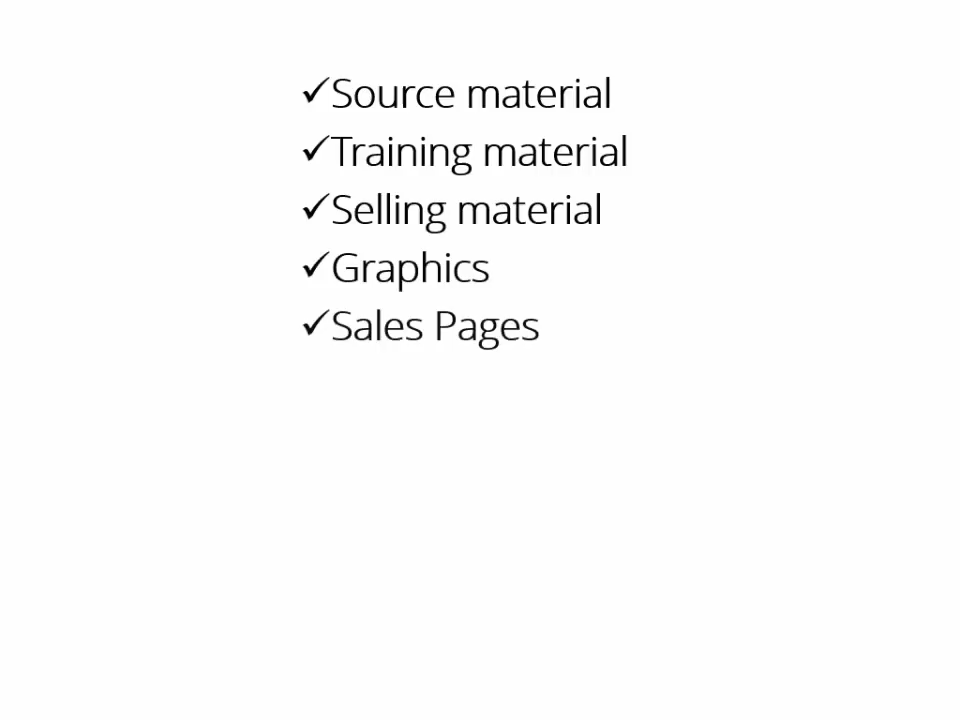 ✓Source material
✓Training material
✓Selling material
✓Graphics
✓Sales Pages